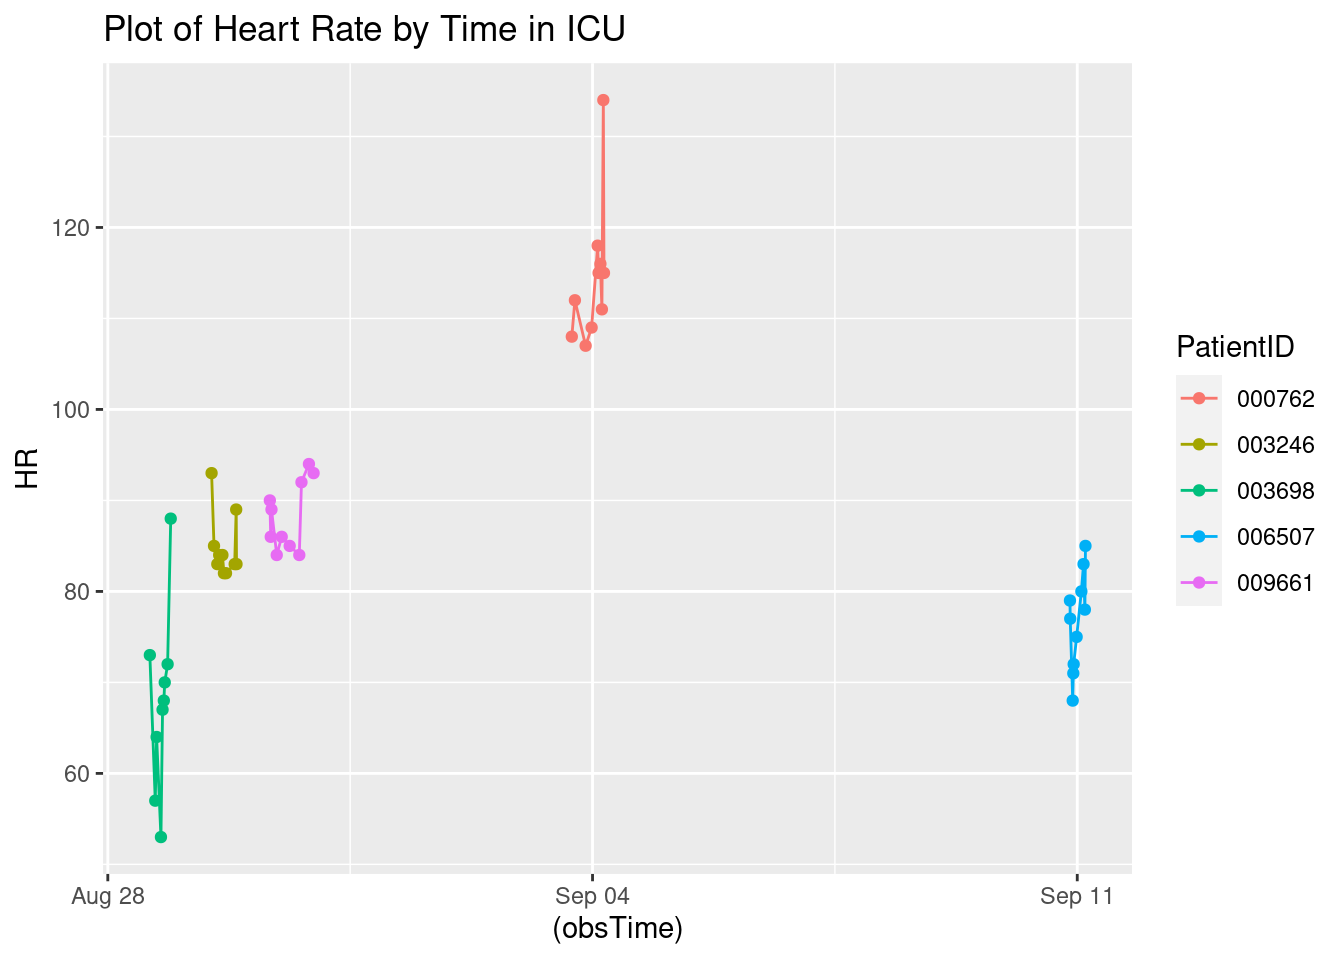 Plot of Heart Rate by Time in ICU
120
100
80
60
HR
Aug 28
Sep 04
Sep 11
(obsTime)
PatientID
000762
003246
003698
006507
009661